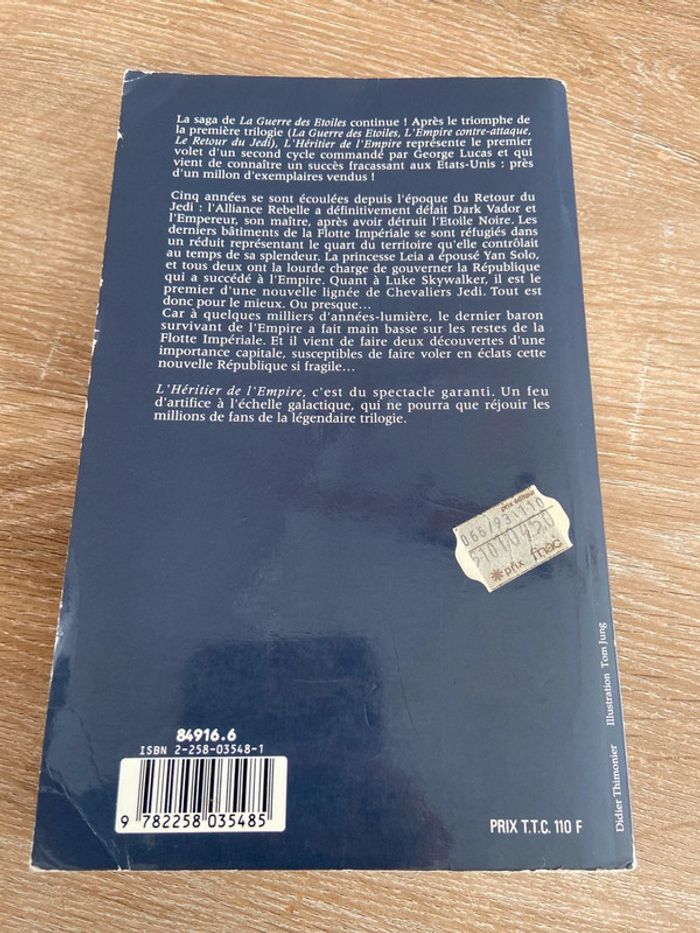 La saga de La Guerre des Etoiles continue ! Après le triomphe de
la première trilogie (La Guerre des Etoiles, L'Empire contre-attaque,
Le Retour du Jedi), L'Héritier de l'Empire représente le premier
volet d'un second cycle commandé par George Lucas et qui
vient de connaître un succès fracassant aux Etats-Unis : près
d'un millon d'exemplaires vendus !
Cinq années se sont écoulées depuis l'époque du Retour du
Jedi : l'Alliance Rebelle a définitivement défait Dark Vador et
l'Empereur, son maître, après avoir détruit l'Etoile Noire. Les
derniers bâtiments de la Flotte Impériale se sont réfugiés dans
un réduit représentant le quart du territoire qu'elle contrôlait
au temps de sa splendeur. La princesse Leia a épousé Yan Solo,
et tous deux ont la lourde charge de gouverner la République
qui a succédé à l'Empire. Quant à Luke Skywalker, il est le
premier d'une nouvelle lignée de Chevaliers Jedi. Tout est
donc pour le mieux. Ou presque...
Car à quelques milliers d'années-lumière, le dernier baron
survivant de l'Empire a fait main basse sur les restes de la
Flotte Impériale. Et il vient de faire deux découvertes d'une
importance capitale, susceptibles de faire voler en éclats cette
nouvelle République si fragile...
L'Héritier de l'Empire, c'est du spectacle garanti. Un feu
d'artifice à l'échelle galactique, qui ne pourra que réjouir les
millions de fans de la légendaire trilogie.
prix éditeur
prix fnac
Didier Thimonier Illustration Tom Jung
84916.6
ISBN 2-258-03548-1
9 782258 035485
PRIX T.T.C. 110 F